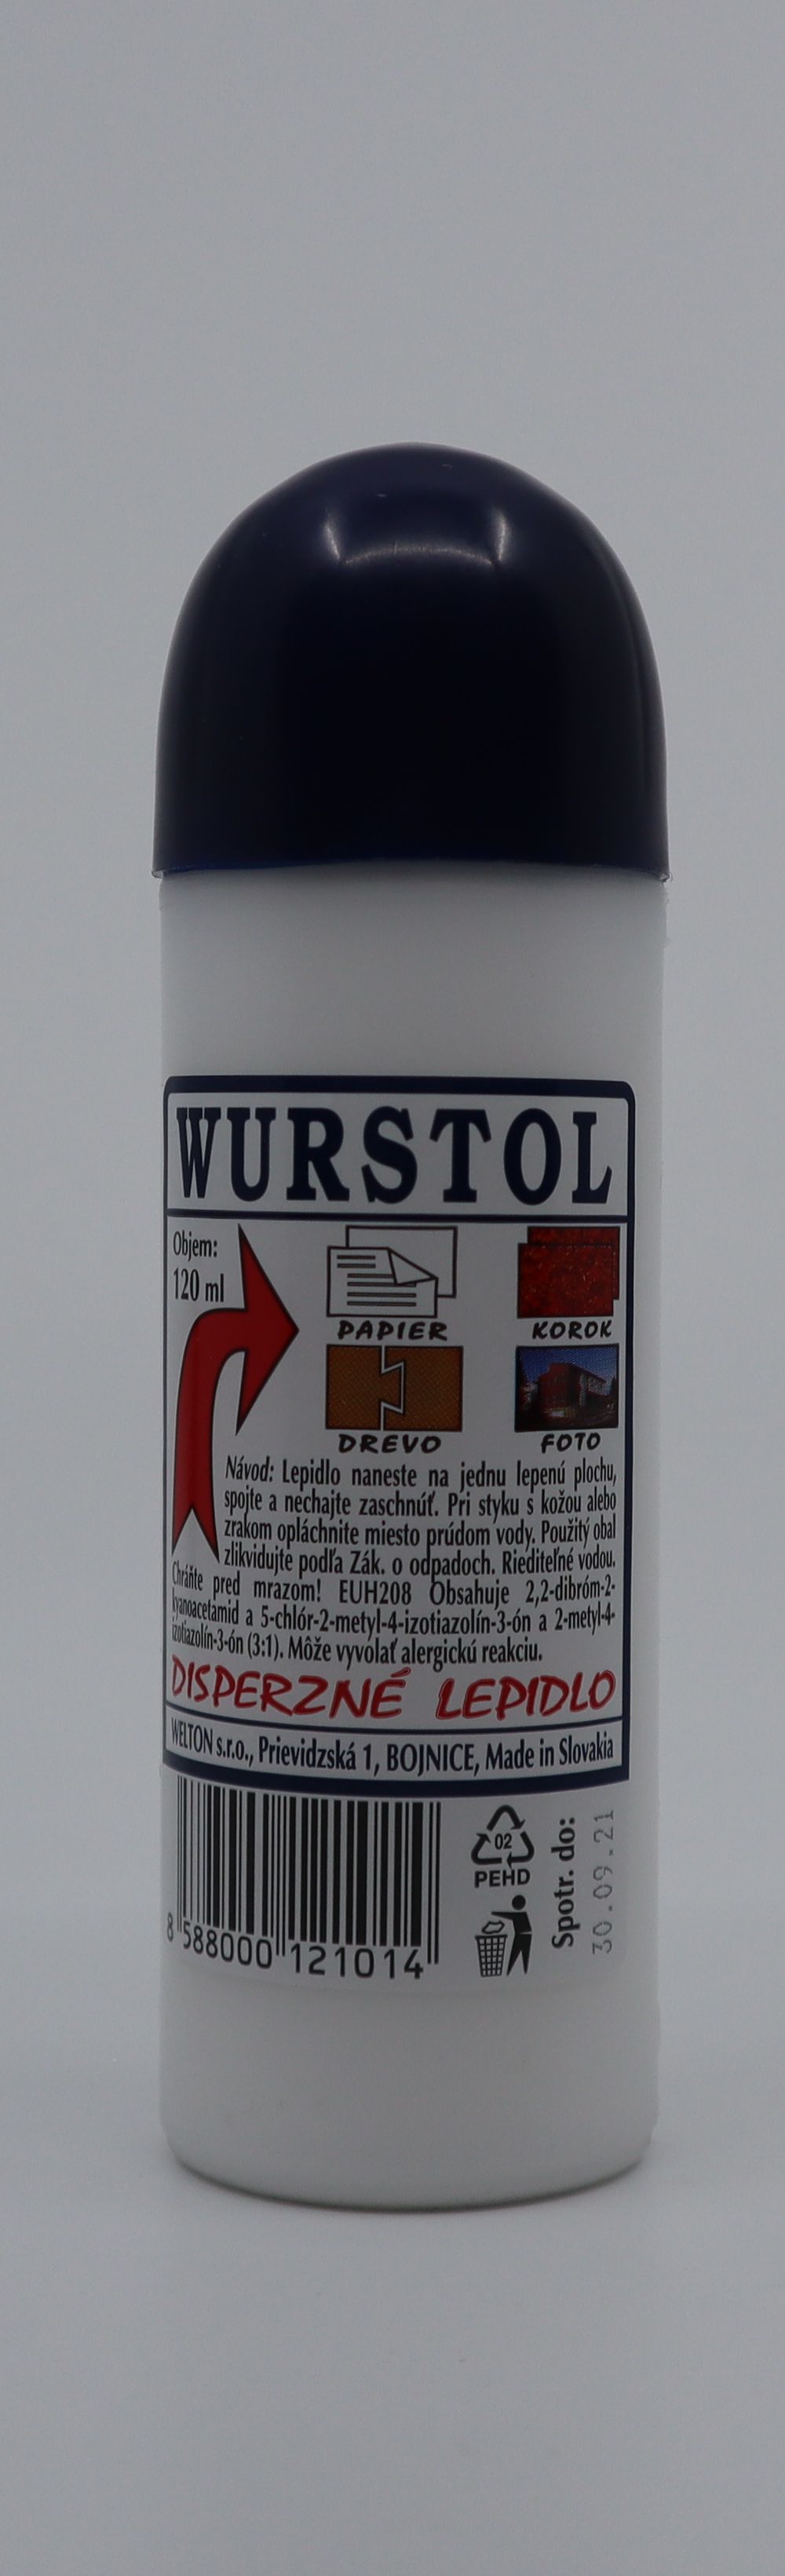 WURSTOL
Objem:
120 ml
PAPIER
KOROK
DREVO
FOTO
Návod: Lepidlo naneste na jednu lepenú plochu,
spojte a nechajte zaschnúť. Pri styku s kožou alebo
zrakom opláchnite miesto prúdom vody. Použitý obal
zlikvidujte podľa Zák. o odpadoch. Riediteľné vodou.
Chráňte pred mrazom! EUH208 Obsahuje 2,2-dibróm-2-
kyanoacetamid a 5-chlór-2-metyl-4-izotiazolín-3-ón a 2-metyl-4-
izotiazolín-3-ón (3:1). Môže vyvolať alergickú reakciu.
DISPERZNÉ LEPIDLO
WELTON s.r.o., Prievidzská 1, BOJNICE, Made in Slovakia
8 588000 121014
02
PEHD
Spotr. do:
30.09.21